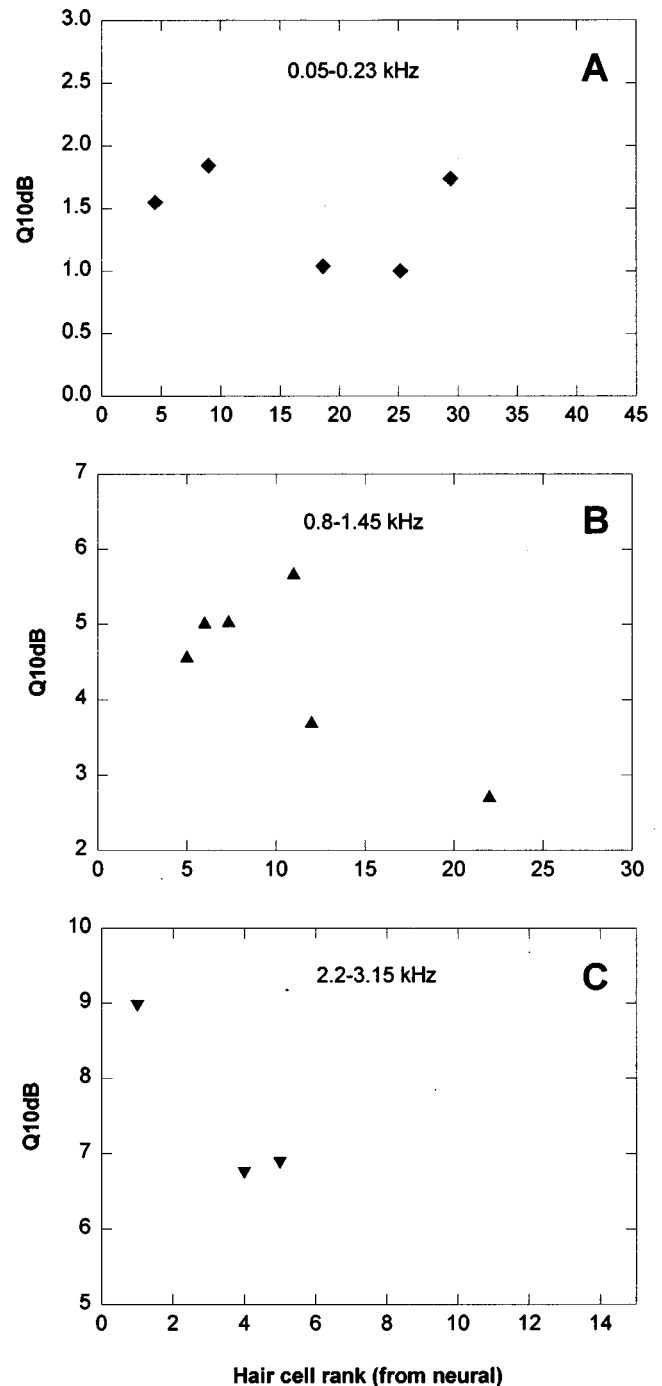 3.0
0.05-0.23 kHz
A
2.5
2.0
1.5
1.0
0.5
0.0
Q10dB
0 5 10 15 20 25 30 35 40 45
7
0.8-1.45 kHz
B
6
5
4
3
2
Q10dB
0 5 10 15 20 25 30
10
2.2-3.15 kHz
C
9
8
7
6
5
Q10dB
0 2 4 6 8 10 12 14
Hair cell rank (from neural)